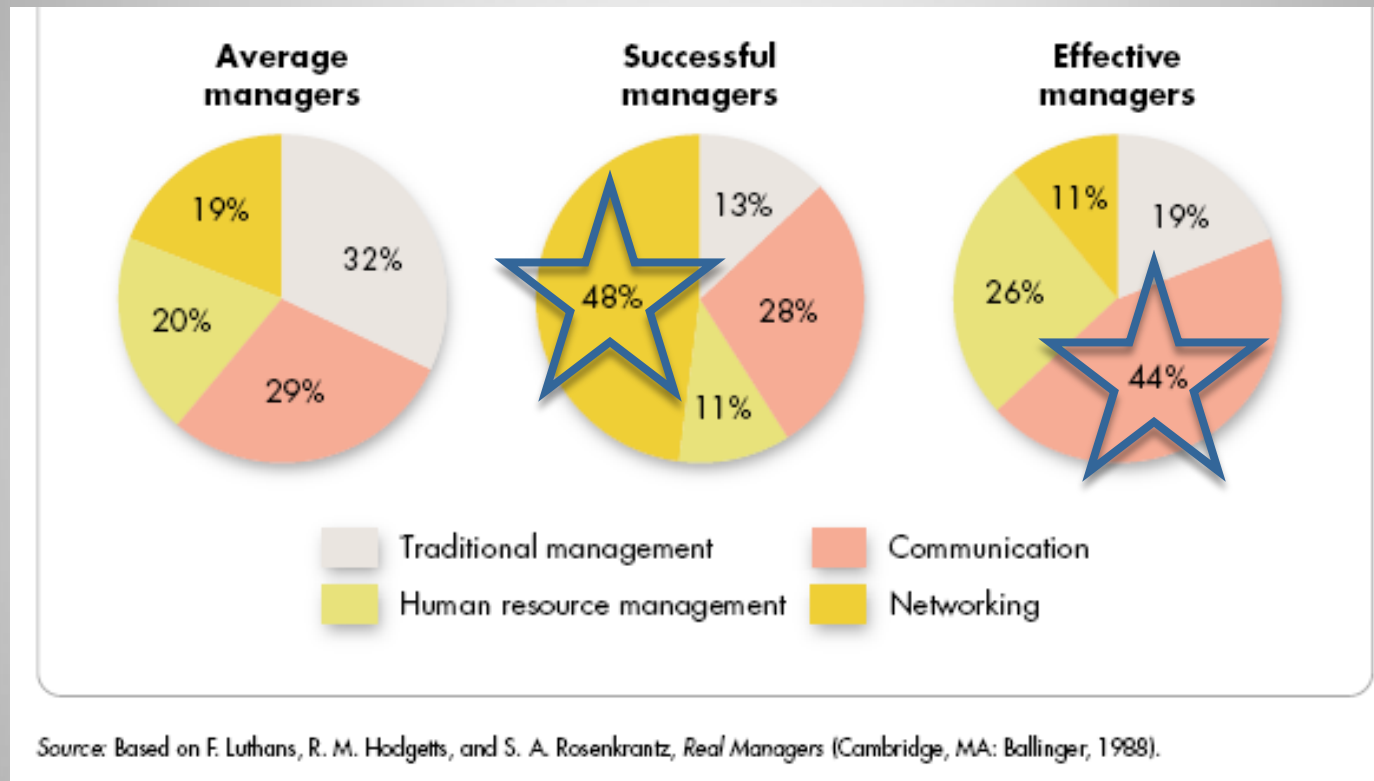 Average
managers
Successful
managers
Effective
managers
19%
32%
20%
29%
13%
48%
28%
11%
11%
19%
26%
44%
Traditional management
Communication
Human resource management
Networking
Source: Based on F. Luthans, R. M. Hodgetts, and S. A. Rosenkrantz, Real Managers (Cambridge, MA: Ballinger, 1988).